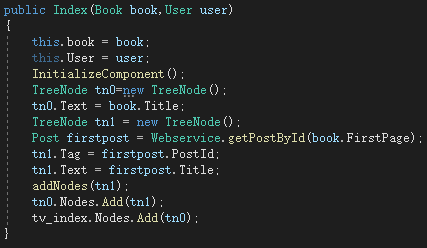 public Index(Book book,User user)
{
this.book = book;
this.User = user;
InitializeComponent();
TreeNode tn0=new TreeNode();
tn0.Text = book.Title;
TreeNode tn1 = new TreeNode();
Post firstpost = Webservice.getPostById(book.FirstPage);
tn1.Tag = firstpost.PostId;
tn1.Text = firstpost.Title;
addNodes(tn1);
tn0.Nodes.Add(tn1);
tv_index.Nodes.Add(tn0);
}